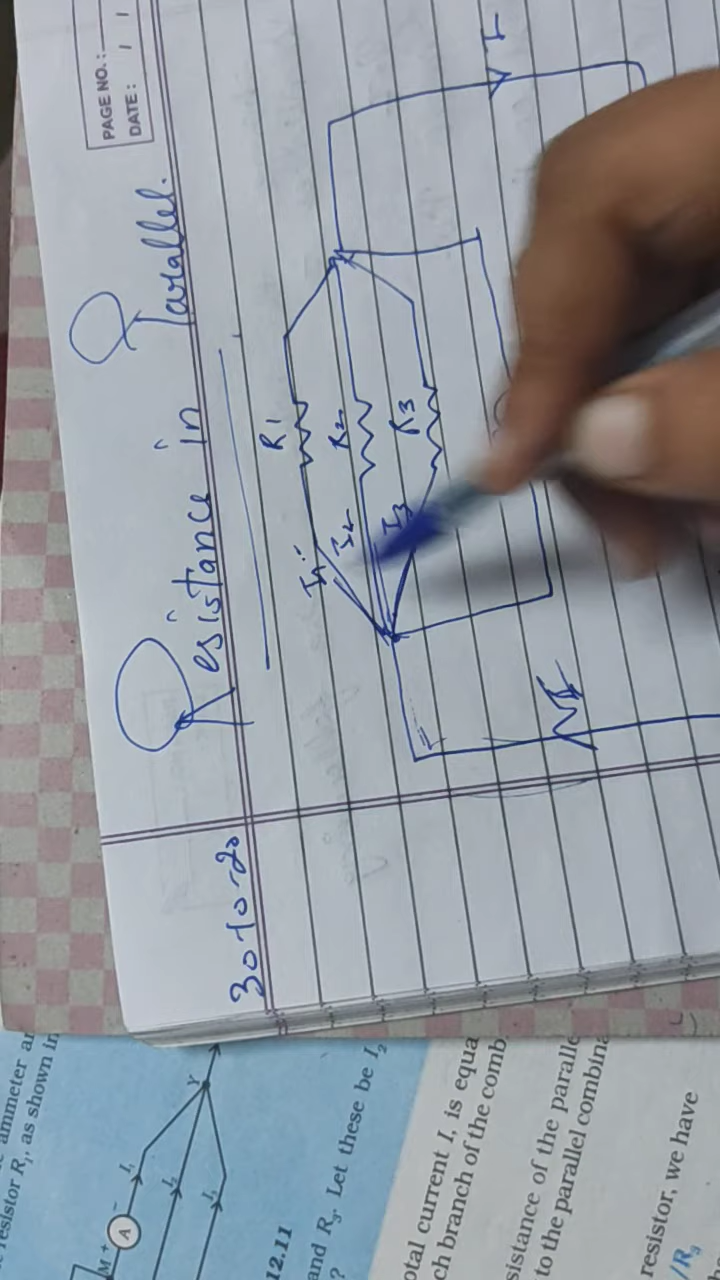 PAGE NO.:
DATE:
30-10-20
Resistance in Parallel.
R1
R2
R3
I1
I2
I3
I
I
ammeter
resistor R1, as shown in
M + A -
I1
I2
I3
Y
12.11
and R3. Let these be I2
?
total current I, is equa
ch branch of the comb
sistance of the paralle
to the parallel combina
resistor, we have
/R3